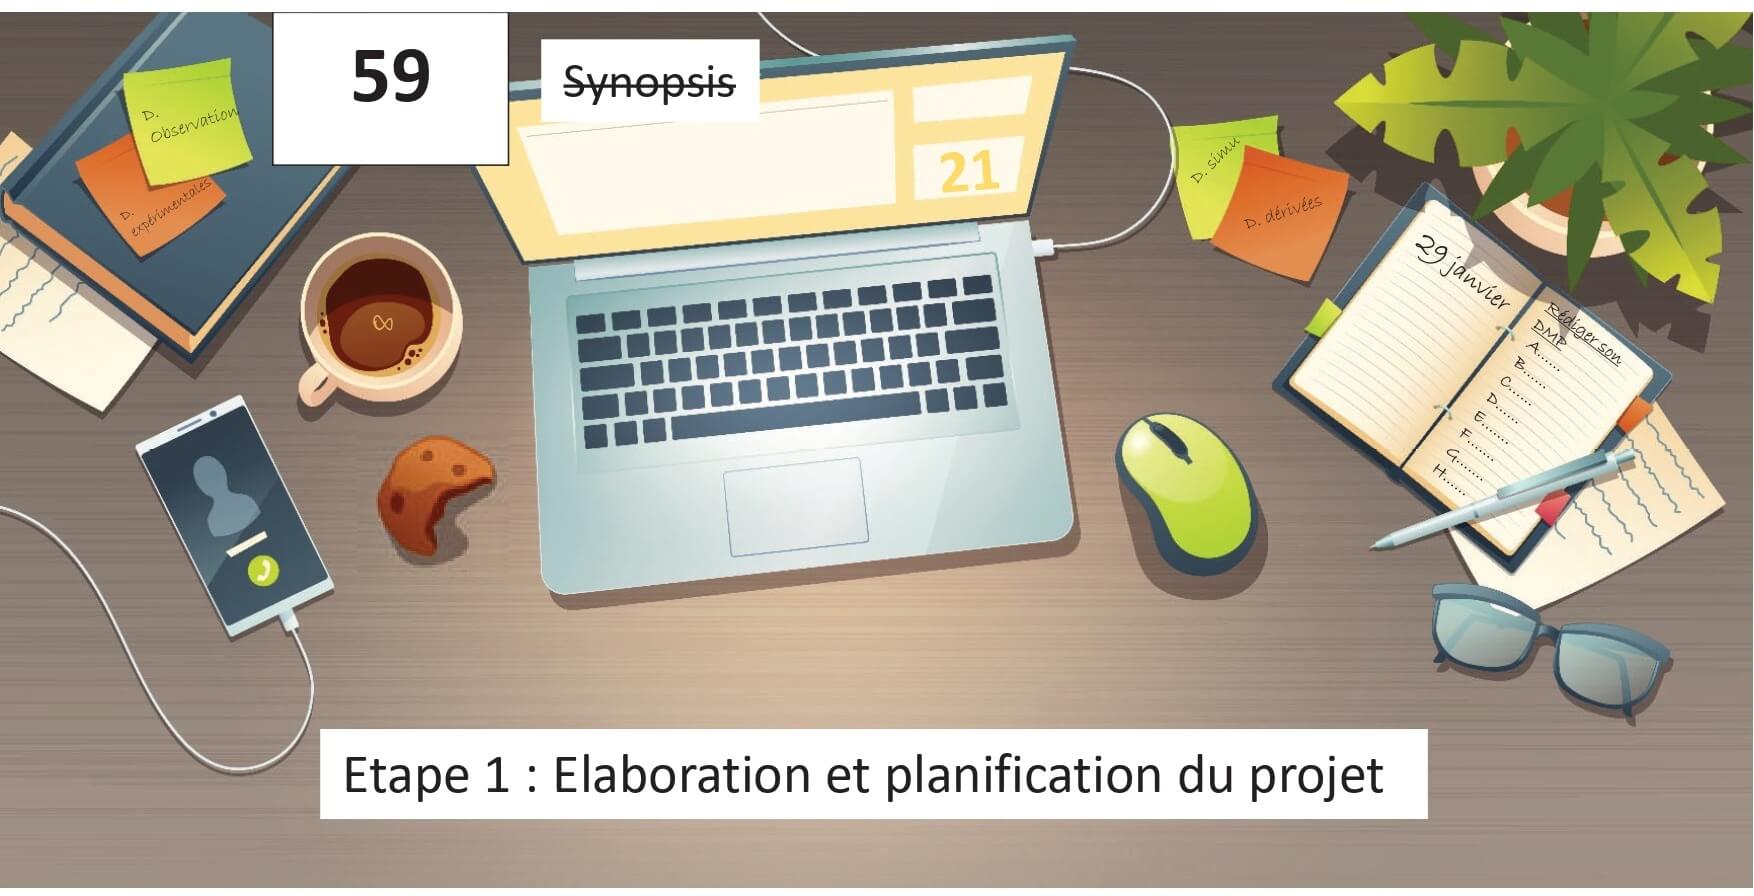 59
Synopsis
21
D.
Observation
D.
expérimentales
D. simu
D. dérivées
29 janvier
Rédiger son
DMP
A.....
B......
C......
D......
E......
F......
G......
H......
Etape 1 : Elaboration et planification du projet